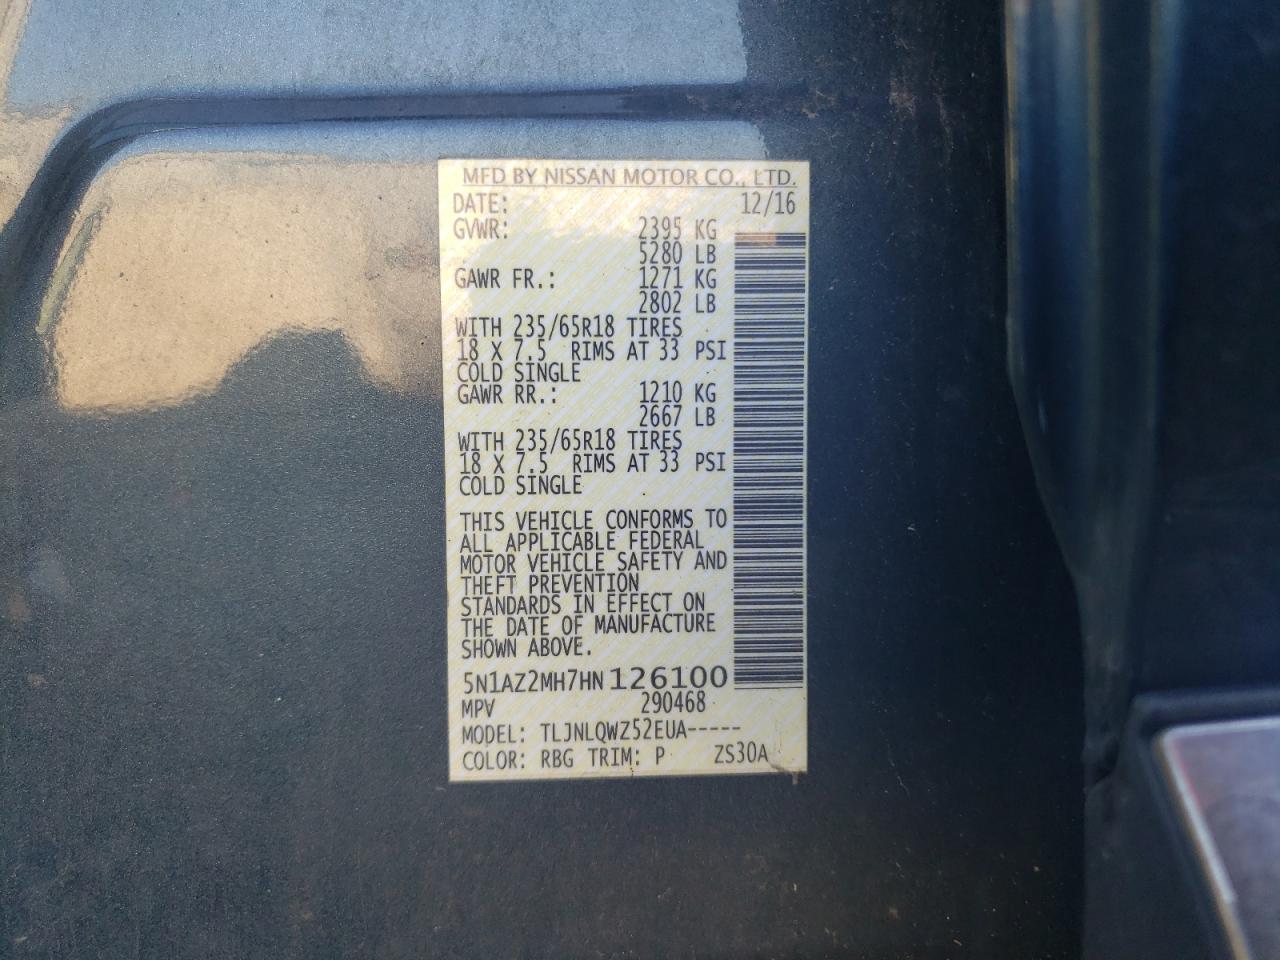 MFD BY NISSAN MOTOR CO., LTD.
DATE: 12/16
GVWR: 2395 KG
5280 LB
GAWR FR.: 1271 KG
2802 LB
WITH 235/65R18 TIRES
18 X 7.5 RIMS AT 33 PSI
COLD SINGLE
GAWR RR.: 1210 KG
2667 LB
WITH 235/65R18 TIRES
18 X 7.5 RIMS AT 33 PSI
COLD SINGLE
THIS VEHICLE CONFORMS TO
ALL APPLICABLE FEDERAL
MOTOR VEHICLE SAFETY AND
THEFT PREVENTION
STANDARDS IN EFFECT ON
THE DATE OF MANUFACTURE
SHOWN ABOVE.
5N1AZ2MH7HN126100
MPV 290468
MODEL: TLJNLQWZ52EUA-----
COLOR: RBG TRIM: P ZS30A